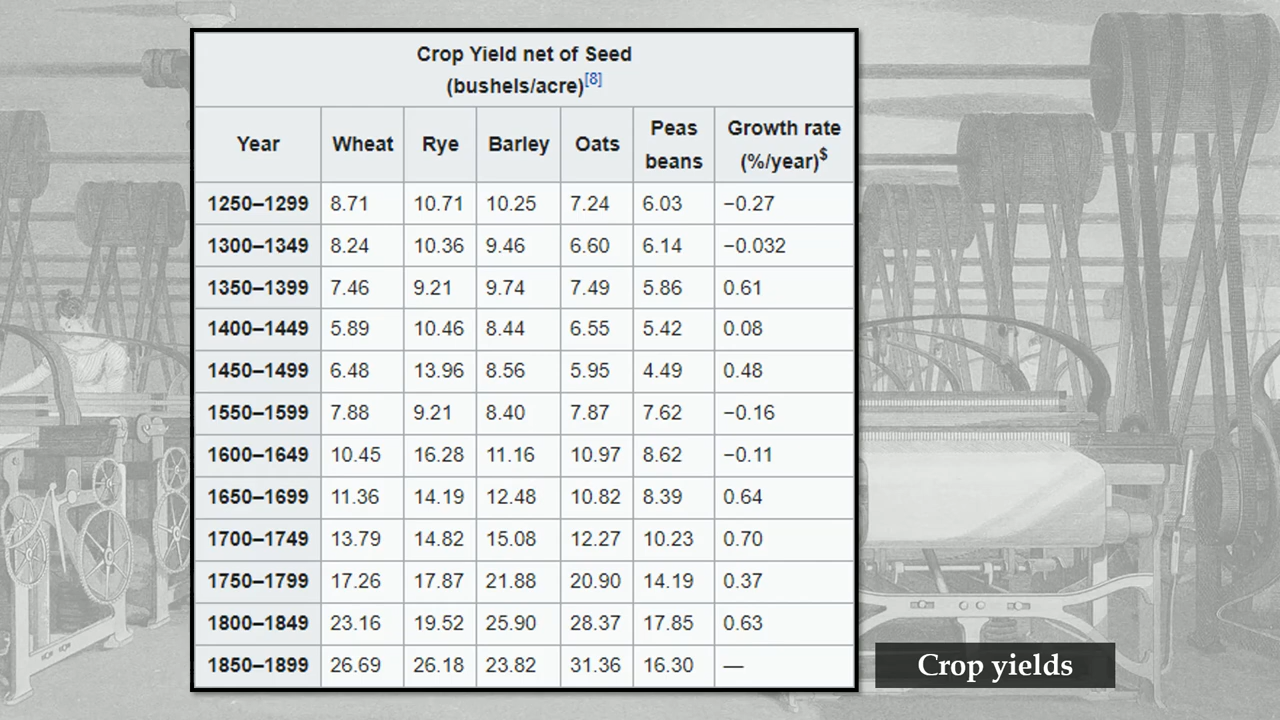 Crop Yield net of Seed
(bushels/acre)[8]
Year Wheat Rye Barley Oats Peas beans Growth rate (%/year)$
1250–1299 8.71 10.71 10.25 7.24 6.03 −0.27
1300–1349 8.24 10.36 9.46 6.60 6.14 −0.032
1350–1399 7.46 9.21 9.74 7.49 5.86 0.61
1400–1449 5.89 10.46 8.44 6.55 5.42 0.08
1450–1499 6.48 13.96 8.56 5.95 4.49 0.48
1550–1599 7.88 9.21 8.40 7.87 7.62 −0.16
1600–1649 10.45 16.28 11.16 10.97 8.62 −0.11
1650–1699 11.36 14.19 12.48 10.82 8.39 0.64
1700–1749 13.79 14.82 15.08 12.27 10.23 0.70
1750–1799 17.26 17.87 21.88 20.90 14.19 0.37
1800–1849 23.16 19.52 25.90 28.37 17.85 0.63
1850–1899 26.69 26.18 23.82 31.36 16.30 —
Crop yields